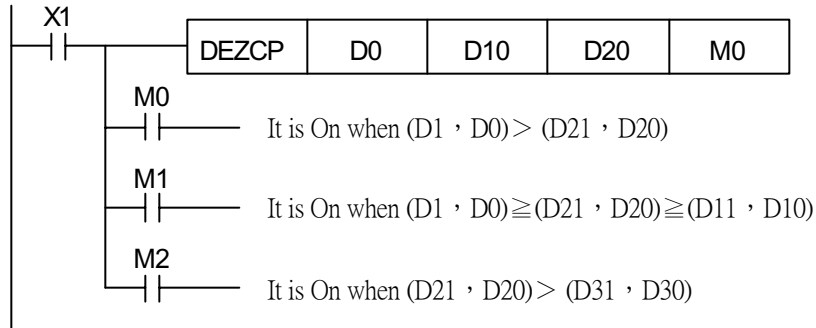 X1
DEZCP D0 D10 D20 M0
M0
It is On when (D1，D0)＞ (D21，D20)
M1
It is On when (D1，D0)≧(D21，D20)≧(D11，D10)
M2
It is On when (D21，D20)＞ (D31，D30)